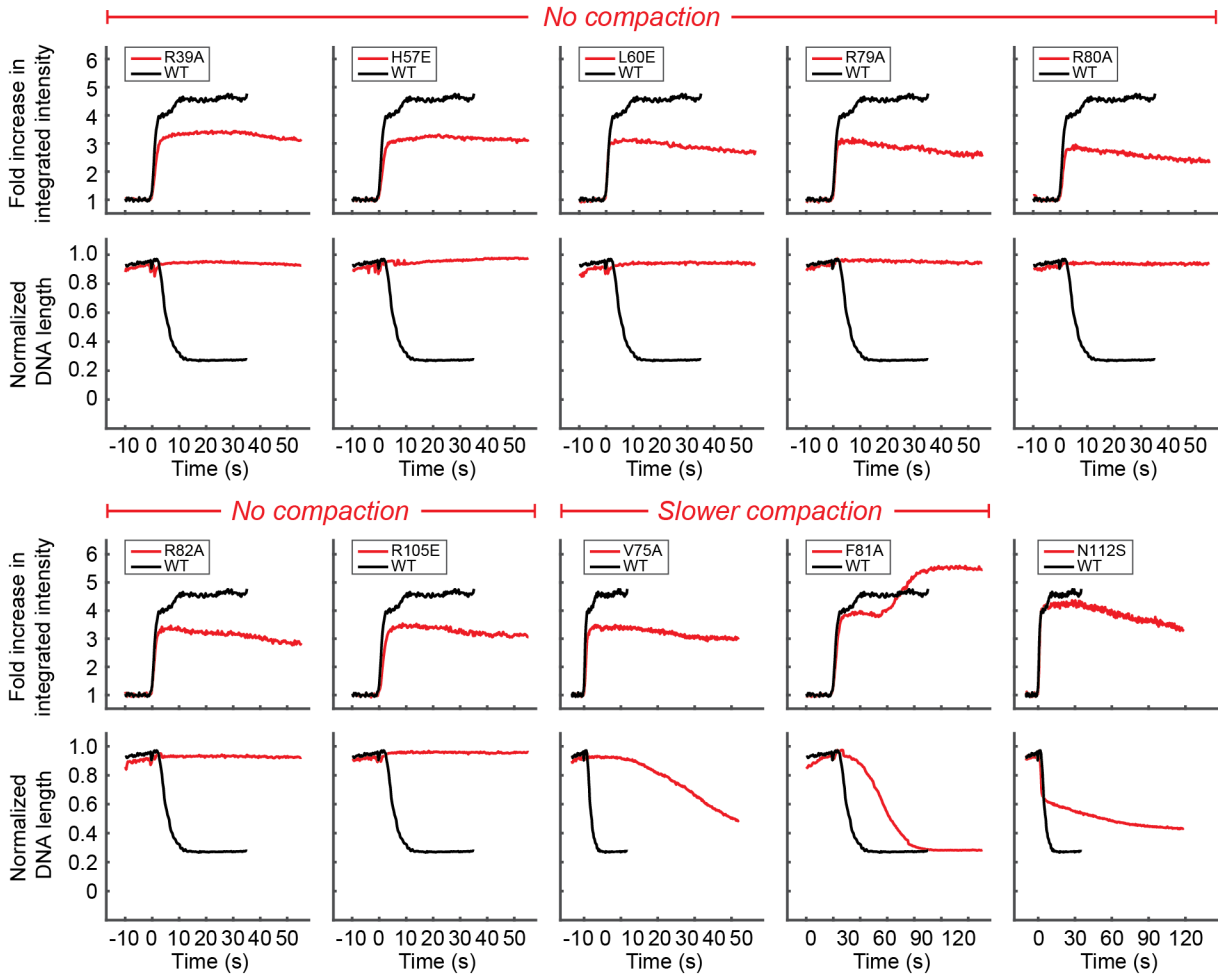 No compaction
Fold increase in
integrated intensity
6
5
4
3
2
1
R39A
WT
H57E
WT
L60E
WT
R79A
WT
R80A
WT
Normalized
DNA length
1.0
0.8
0.6
0.4
0.2
0
-10 0 10 20 30 40 50
-10 0 10 20 30 40 50
-10 0 10 20 30 40 50
-10 0 10 20 30 40 50
-10 0 10 20 30 40 50
Time (s)
Time (s)
Time (s)
Time (s)
Time (s)
No compaction
Slower compaction
Fold increase in
integrated intensity
6
5
4
3
2
1
R82A
WT
R105E
WT
V75A
WT
F81A
WT
N112S
WT
Normalized
DNA length
1.0
0.8
0.6
0.4
0.2
0
-10 0 10 20 30 40 50
-10 0 10 20 30 40 50
-10 0 10 20 30 40 50
0 30 60 90 120
0 30 60 90 120
Time (s)
Time (s)
Time (s)
Time (s)
Time (s)